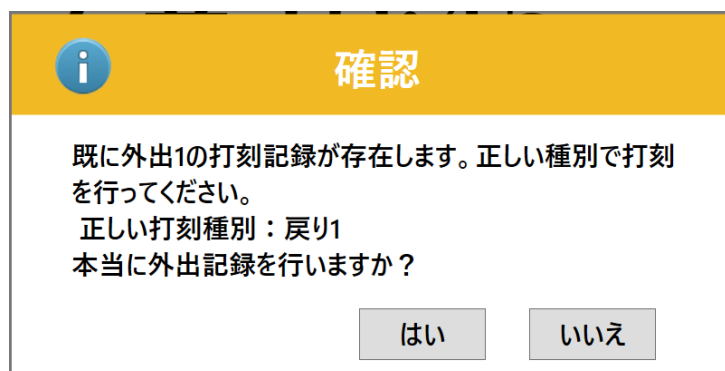 確認
既に外出1の打刻記録が存在します。正しい種別で打刻
を行ってください。
正しい打刻種別：戻り1
本当に外出記録を行いますか？
はい
いいえ